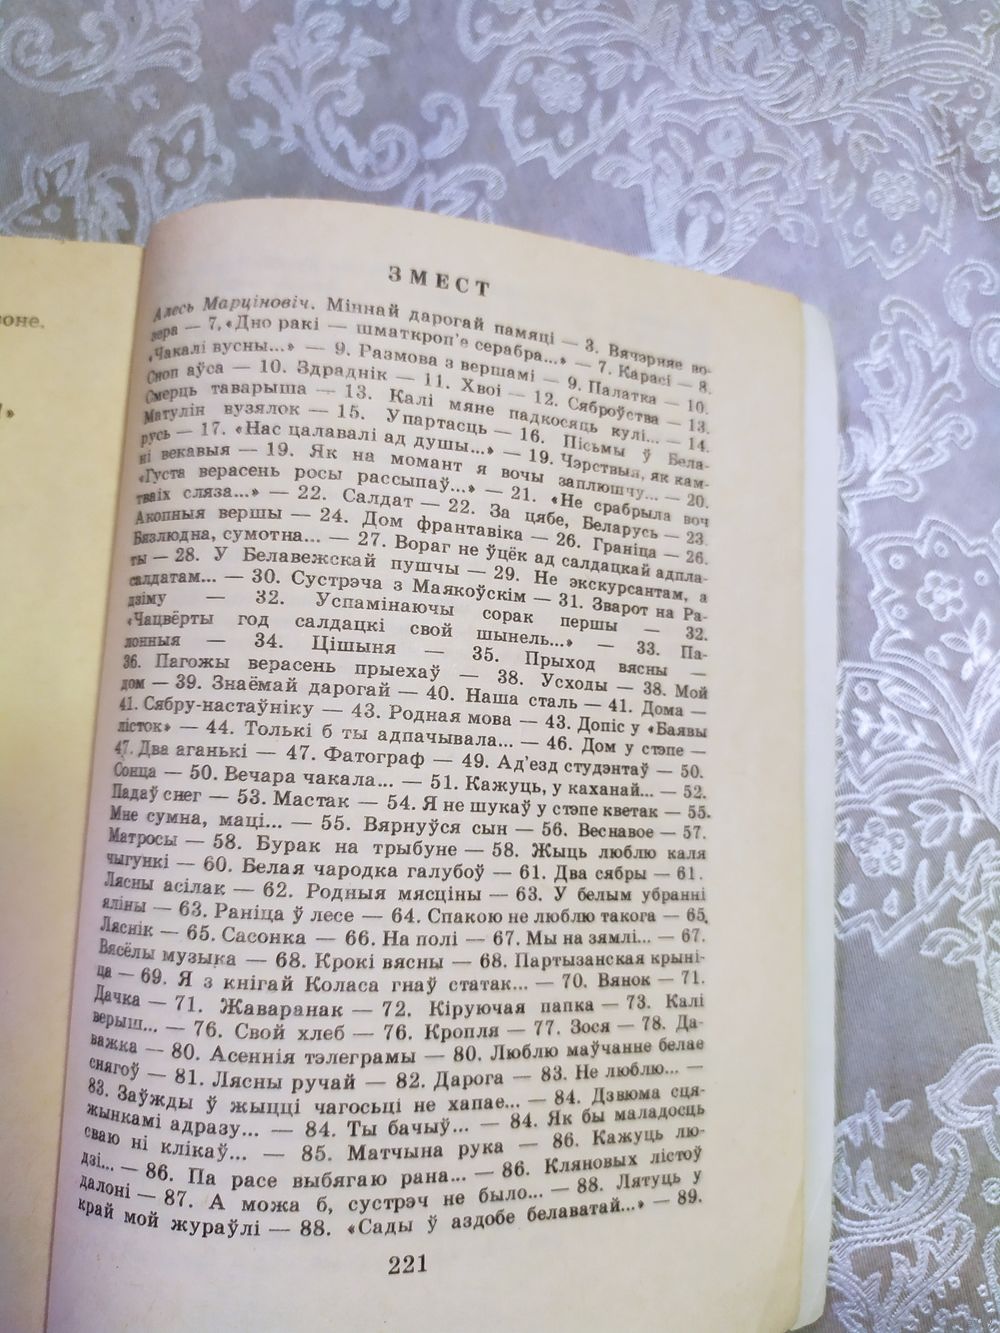 оне.
ЗМЕСТ
Алесь Марціновіч. Міннай дарогай памяці — 3. Вячэрняе во-
зера — 7. «Дно ракі — шматкроп'е серабра...» — 7. Карасі — 8.
«Чакалі вусны...» — 9. Размова з вершамі — 9. Палатка — 10.
Сноп аўса — 10. Здраднік — 11. Хвоі — 12. Сяброўства — 13.
Смерць таварыша — 13. Калі мяне падкосяць кулі... — 14.
Матулін вузялок — 15. Упартасць — 16. Пісьмы ў Бела-
русь — 17. «Нас цалавалі ад душы...» — 19. Чэрствыя, як кам-
ні векавыя — 19. Як на момант я вочы заплюшчу... — 20.
«Густа верасень росы рассыпаў...» — 21. «Не срабрыла воч
тваіх сляза...» — 22. Салдат — 22. За цябе, Беларусь — 23.
Акопныя вершы — 24. Дом франтавіка — 26. Граніца — 26.
Бязлюдна, сумотна... — 27. Вораг не ўцёк ад салдацкай адпла-
ты — 28. У Белавежскай пушчы — 29. Не экскурсантам, а
салдатам... — 30. Сустрэча з Маякоўскім — 31. Зварот на Ра-
дзіму — 32. Успамінаючы сорак першы — 32.
«Чацвёрты год салдацкі свой шынель...» — 33. Па-
лонныя — 34. Цішыня — 35. Прыход вясны —
36. Пагожы верасень прыехаў — 38. Усходы — 38. Мой
дом — 39. Знаёмай дарогай — 40. Наша сталь — 41. Дома —
41. Сябру-настаўніку — 43. Родная мова — 43. Допіс у «Баявы
лісток» — 44. Толькі б ты адпачывала... — 46. Дом у стэпе —
47. Два аганькі — 47. Фатограф — 49. Ад'езд студэнтаў — 50.
Сонца — 50. Вечара чакала... — 51. Кажуць, у каханай... — 52.
Падаў снег — 53. Мастак — 54. Я не шукаў у стэпе кветак — 55.
Мне сумна, маці... — 55. Вярнуўся сын — 56. Веснавое — 57.
Матросы — 58. Бурак на трыбуне — 58. Жыць люблю каля
чыгункі — 60. Белая чародка галубоў — 61. Два сябры — 61.
Лясны асілак — 62. Родныя мясціны — 63. У белым убранні
яліны — 63. Раніца ў лесе — 64. Спакою не люблю такога — 65.
Ляснік — 65. Сасонка — 66. На полі — 67. Мы на зямлі... — 67.
Вясёлы музыка — 68. Крокі вясны — 68. Партызанская крыні-
ца — 69. Я з кнігай Коласа гнаў статак... — 70. Вянок — 71.
Дачка — 71. Жаваранак — 72. Кіруючая папка — 73. Калі
верыш... — 76. Свой хлеб — 76. Кропля — 77. Зося — 78. Да-
важка — 80. Асеннія тэлеграмы — 80. Люблю маўчанне белае
снягоў — 81. Лясны ручай — 82. Дарога — 83. Не люблю... —
83. Заўжды ў жыцці чагосьці не хапае... — 84. Дзвюма сця-
жынкамі адразу... — 84. Ты бачыў... — 84. Як бы маладосць
сваю ні клікаў... — 85. Матчына рука — 86. Кажуць лю-
дзі... — 86. Па расе выбягаю рана... — 86. Кляновых лістоў
далоні — 87. А можа б, сустрэч не было... — 88. Лятуць у
край мой жураўлі — 88. «Сады ў аздобе белаватай...» — 89.
221